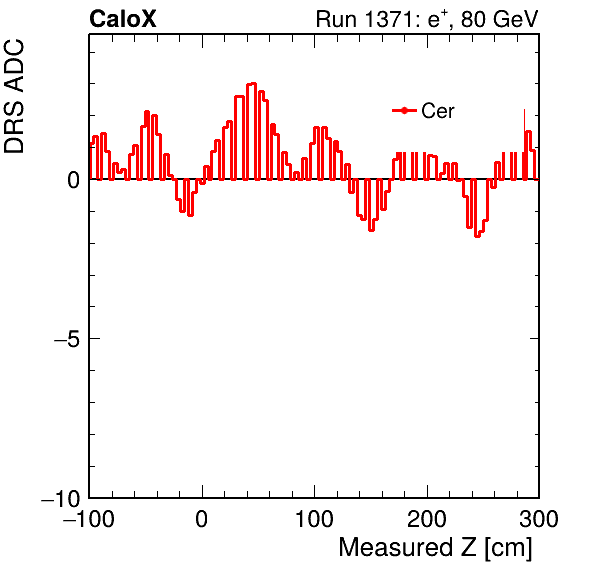 CaloX Run 1371: e⁺, 80 GeV
DRS ADC
Cer
0
−5
−10
−100 0 100 200 300
Measured Z [cm]